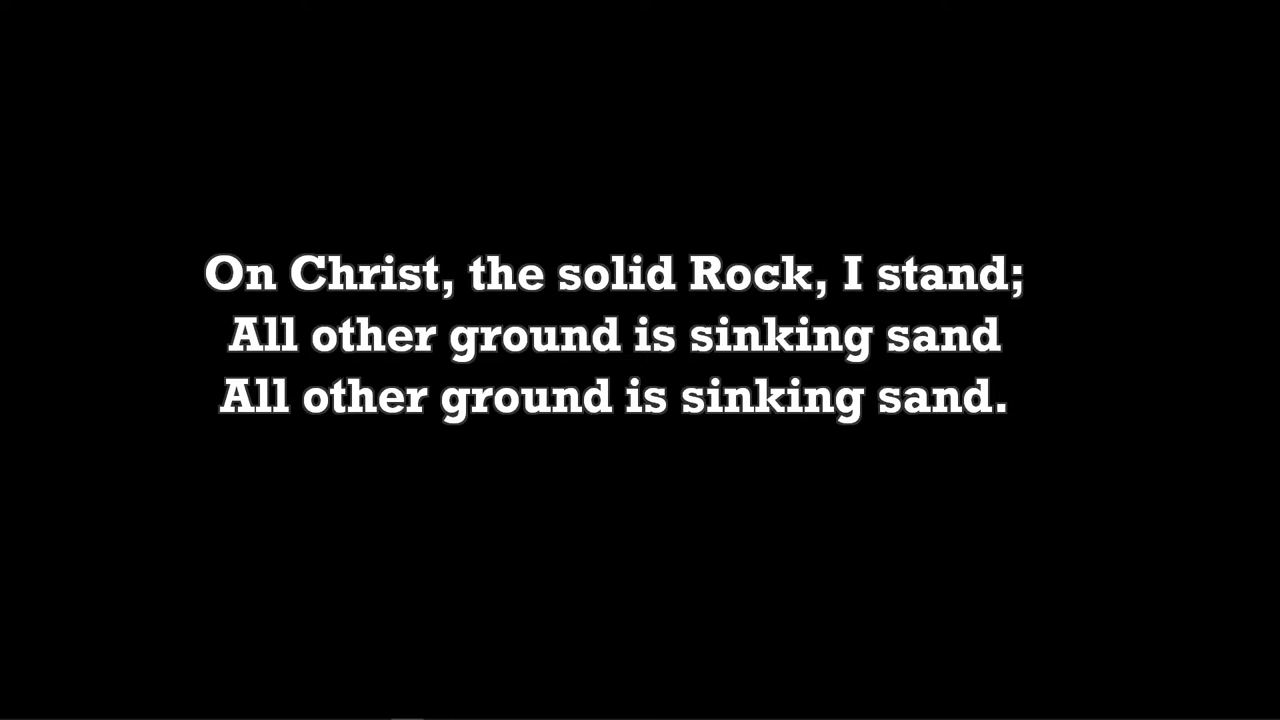 On Christ, the solid Rock, I stand;
All other ground is sinking sand
All other ground is sinking sand.